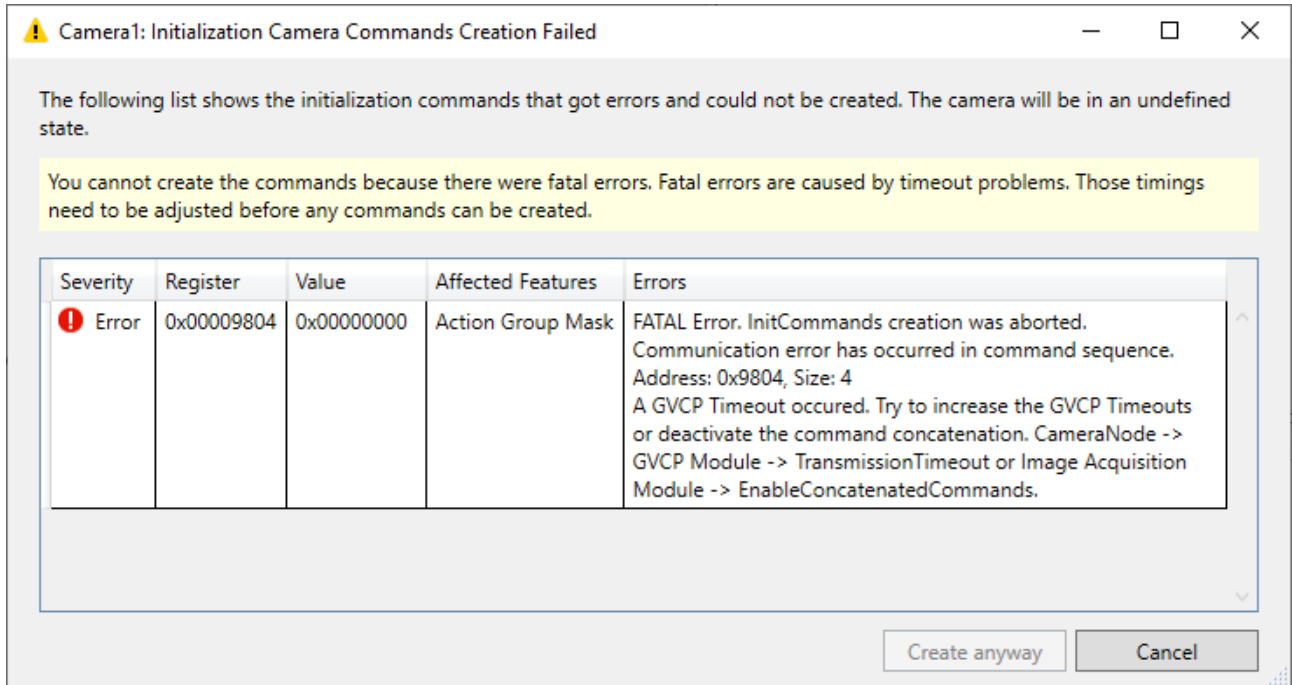 Camera1: Initialization Camera Commands Creation Failed
The following list shows the initialization commands that got errors and could not be created. The camera will be in an undefined
state.
You cannot create the commands because there were fatal errors. Fatal errors are caused by timeout problems. Those timings
need to be adjusted before any commands can be created.
Severity Register Value Affected Features Errors
Error 0x00009804 0x00000000 Action Group Mask FATAL Error. InitCommands creation was aborted.
Communication error has occurred in command sequence.
Address: 0x9804, Size: 4
A GVCP Timeout occured. Try to increase the GVCP Timeouts
or deactivate the command concatenation. CameraNode ->
GVCP Module -> TransmissionTimeout or Image Acquisition
Module -> EnableConcatenatedCommands.
Create anyway Cancel